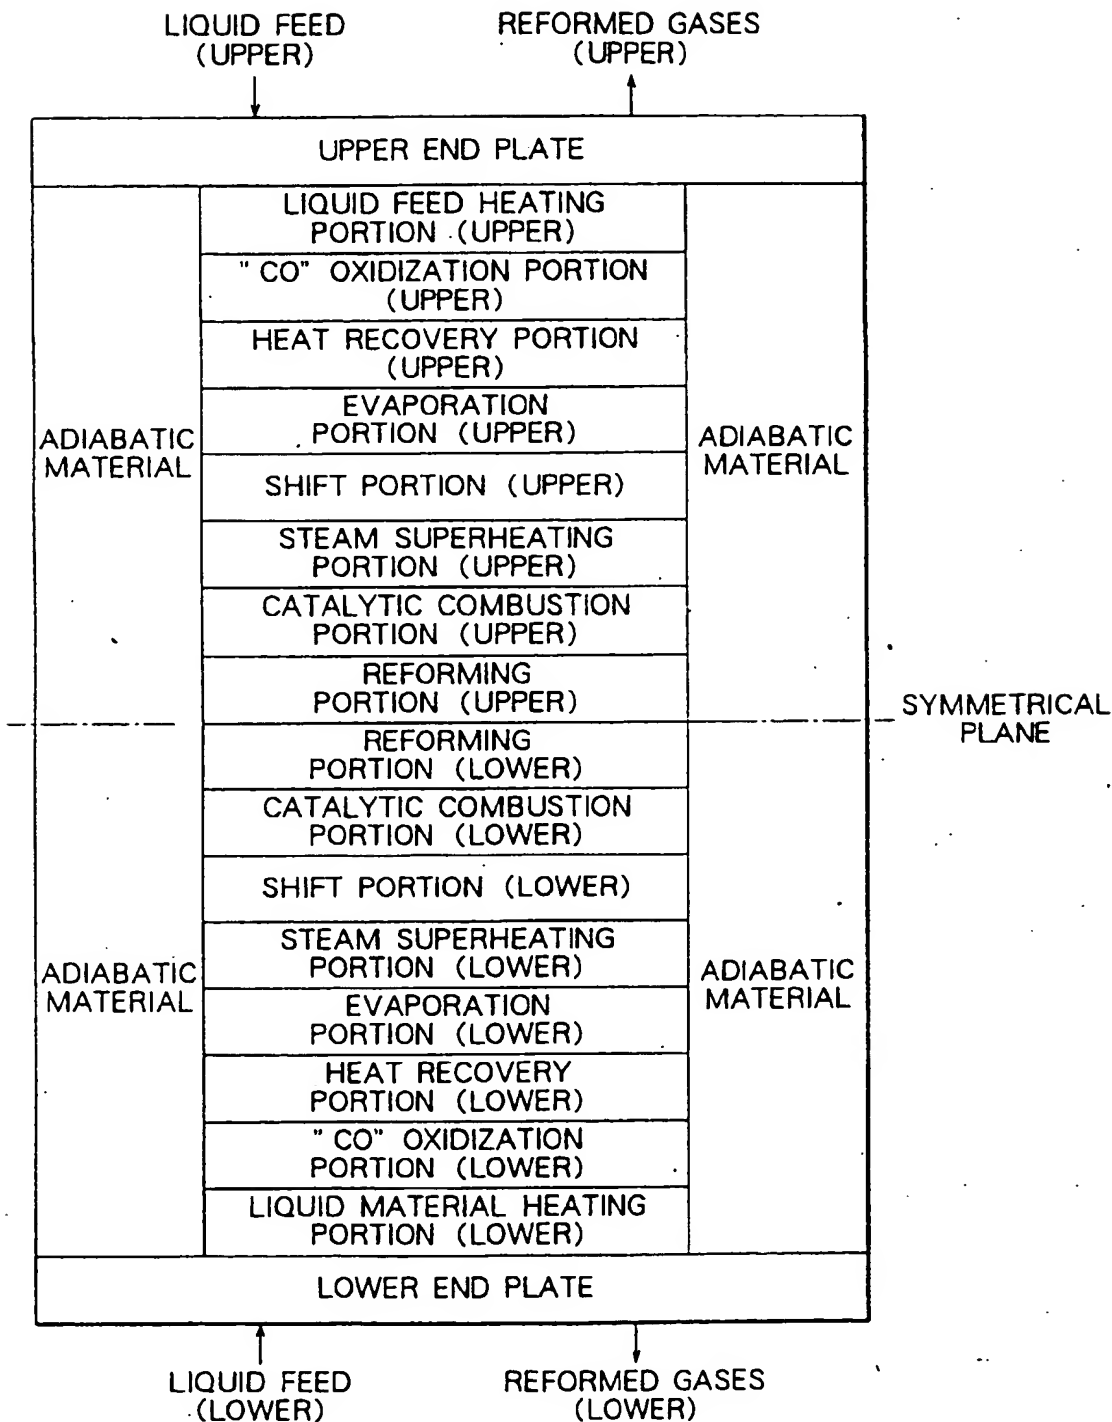 LIQUID FEED
(UPPER)
REFORMED GASES
(UPPER)
UPPER END PLATE
LIQUID FEED HEATING
PORTION (UPPER)
" CO" OXIDIZATION PORTION
(UPPER)
HEAT RECOVERY PORTION
(UPPER)
EVAPORATION
PORTION (UPPER)
ADIABATIC
MATERIAL
ADIABATIC
MATERIAL
SHIFT PORTION (UPPER)
STEAM SUPERHEATING
PORTION (UPPER)
CATALYTIC COMBUSTION
PORTION (UPPER)
REFORMING
PORTION (UPPER)
SYMMETRICAL
PLANE
REFORMING
PORTION (LOWER)
CATALYTIC COMBUSTION
PORTION (LOWER)
SHIFT PORTION (LOWER)
STEAM SUPERHEATING
PORTION (LOWER)
ADIABATIC
MATERIAL
ADIABATIC
MATERIAL
EVAPORATION
PORTION (LOWER)
HEAT RECOVERY
PORTION (LOWER)
" CO" OXIDIZATION
PORTION (LOWER)
LIQUID MATERIAL HEATING
PORTION (LOWER)
LOWER END PLATE
LIQUID FEED
(LOWER)
REFORMED GASES
(LOWER)